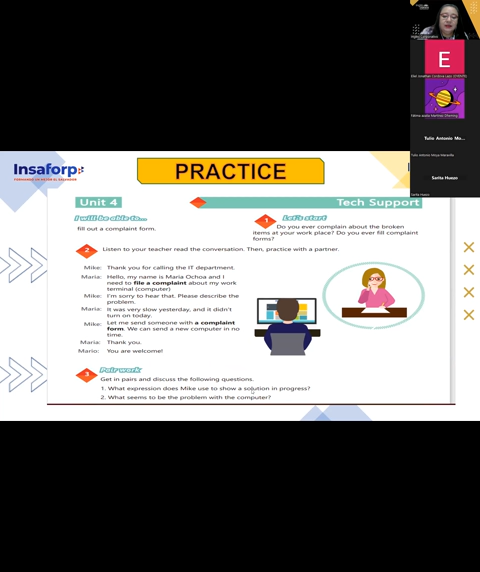 E
Tulio Antonio Mo...
Sarita Huezo
Insaforp
PRACTICE
Unit 4
Tech Support
I will be able to...
fill out a complaint form.
1
Let's start
Do you ever complain about the broken
items at your work place? Do you ever fill complaint
forms?
2
Listen to your teacher read the conversation. Then, practice with a partner.
Mike: Thank you for calling the IT department.
Maria: Hello, my name is Maria Ochoa and I
need to file a complaint about my work
terminal (computer)
Mike: I'm sorry to hear that. Please describe the
problem.
Maria: It was very slow yesterday, and it didn't
turn on today.
Mike: Let me send someone with a complaint
form. We can send a new computer in no
time.
Maria: Thank you.
Mario: You are welcome!
3
Pair work
Get in pairs and discuss the following questions.
1. What expression does Mike use to show a solution in progress?
2. What seems to be the problem with the computer?